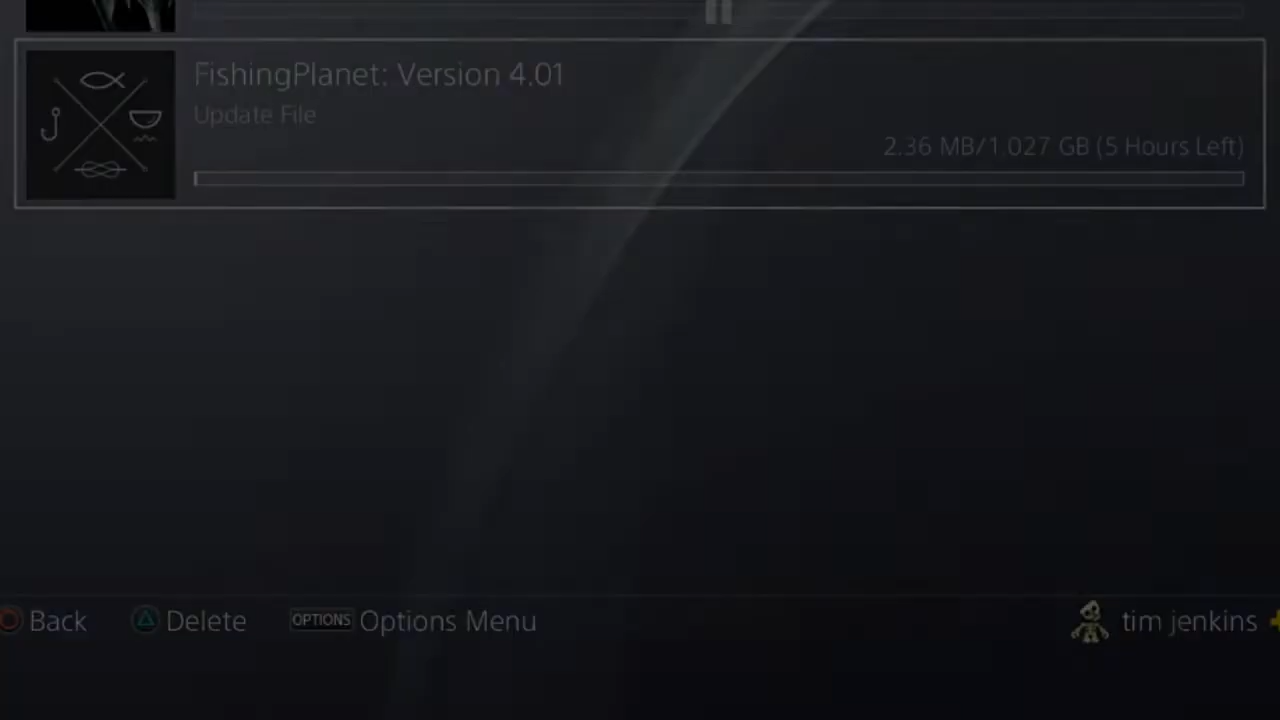 FishingPlanet: Version 4.01
Update File
2.36 MB/1.027 GB (5 Hours Left)
Back
Delete
OPTIONS Options Menu
tim jenkins